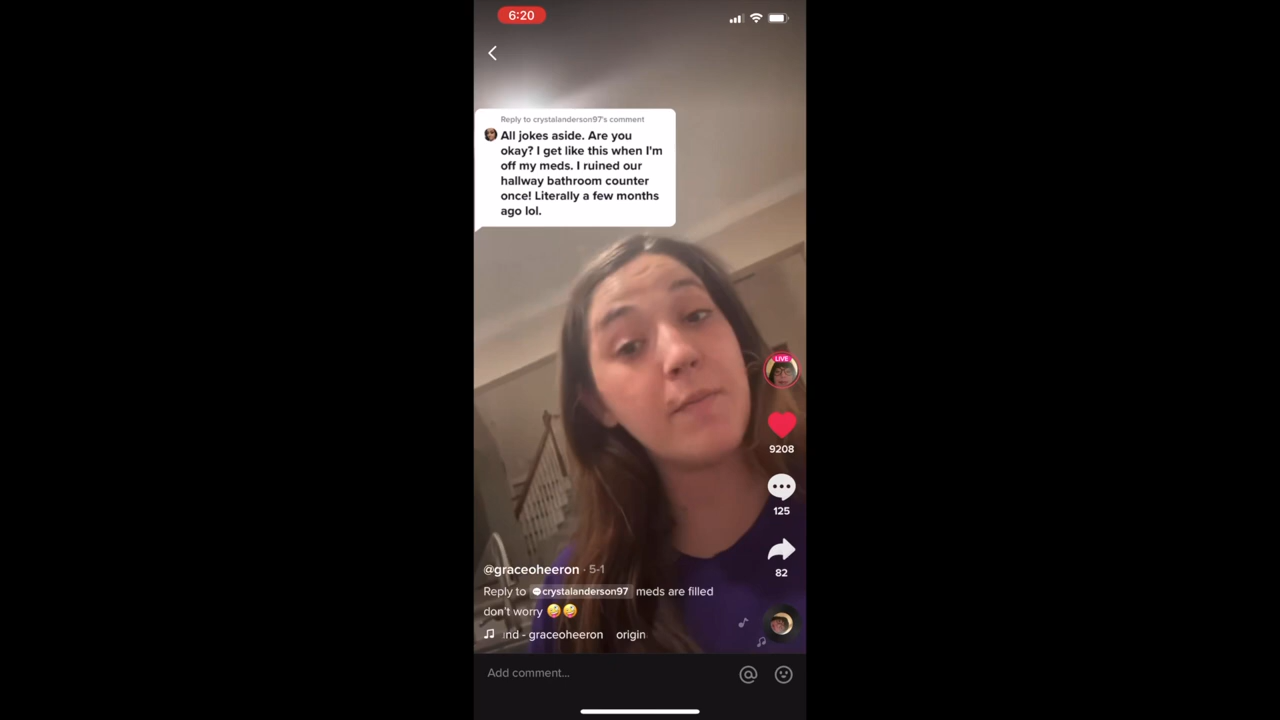 6:20
Reply to crystalanderson97's comment
All jokes aside. Are you
okay? I get like this when I'm
off my meds. I ruined our
hallway bathroom counter
once! Literally a few months
ago lol.
LIVE
9208
125
82
@graceoheeron · 5-1
Reply to crystalanderson97 meds are filled
don't worry 🤪🤪
nd - graceoheeron origin
Add comment...